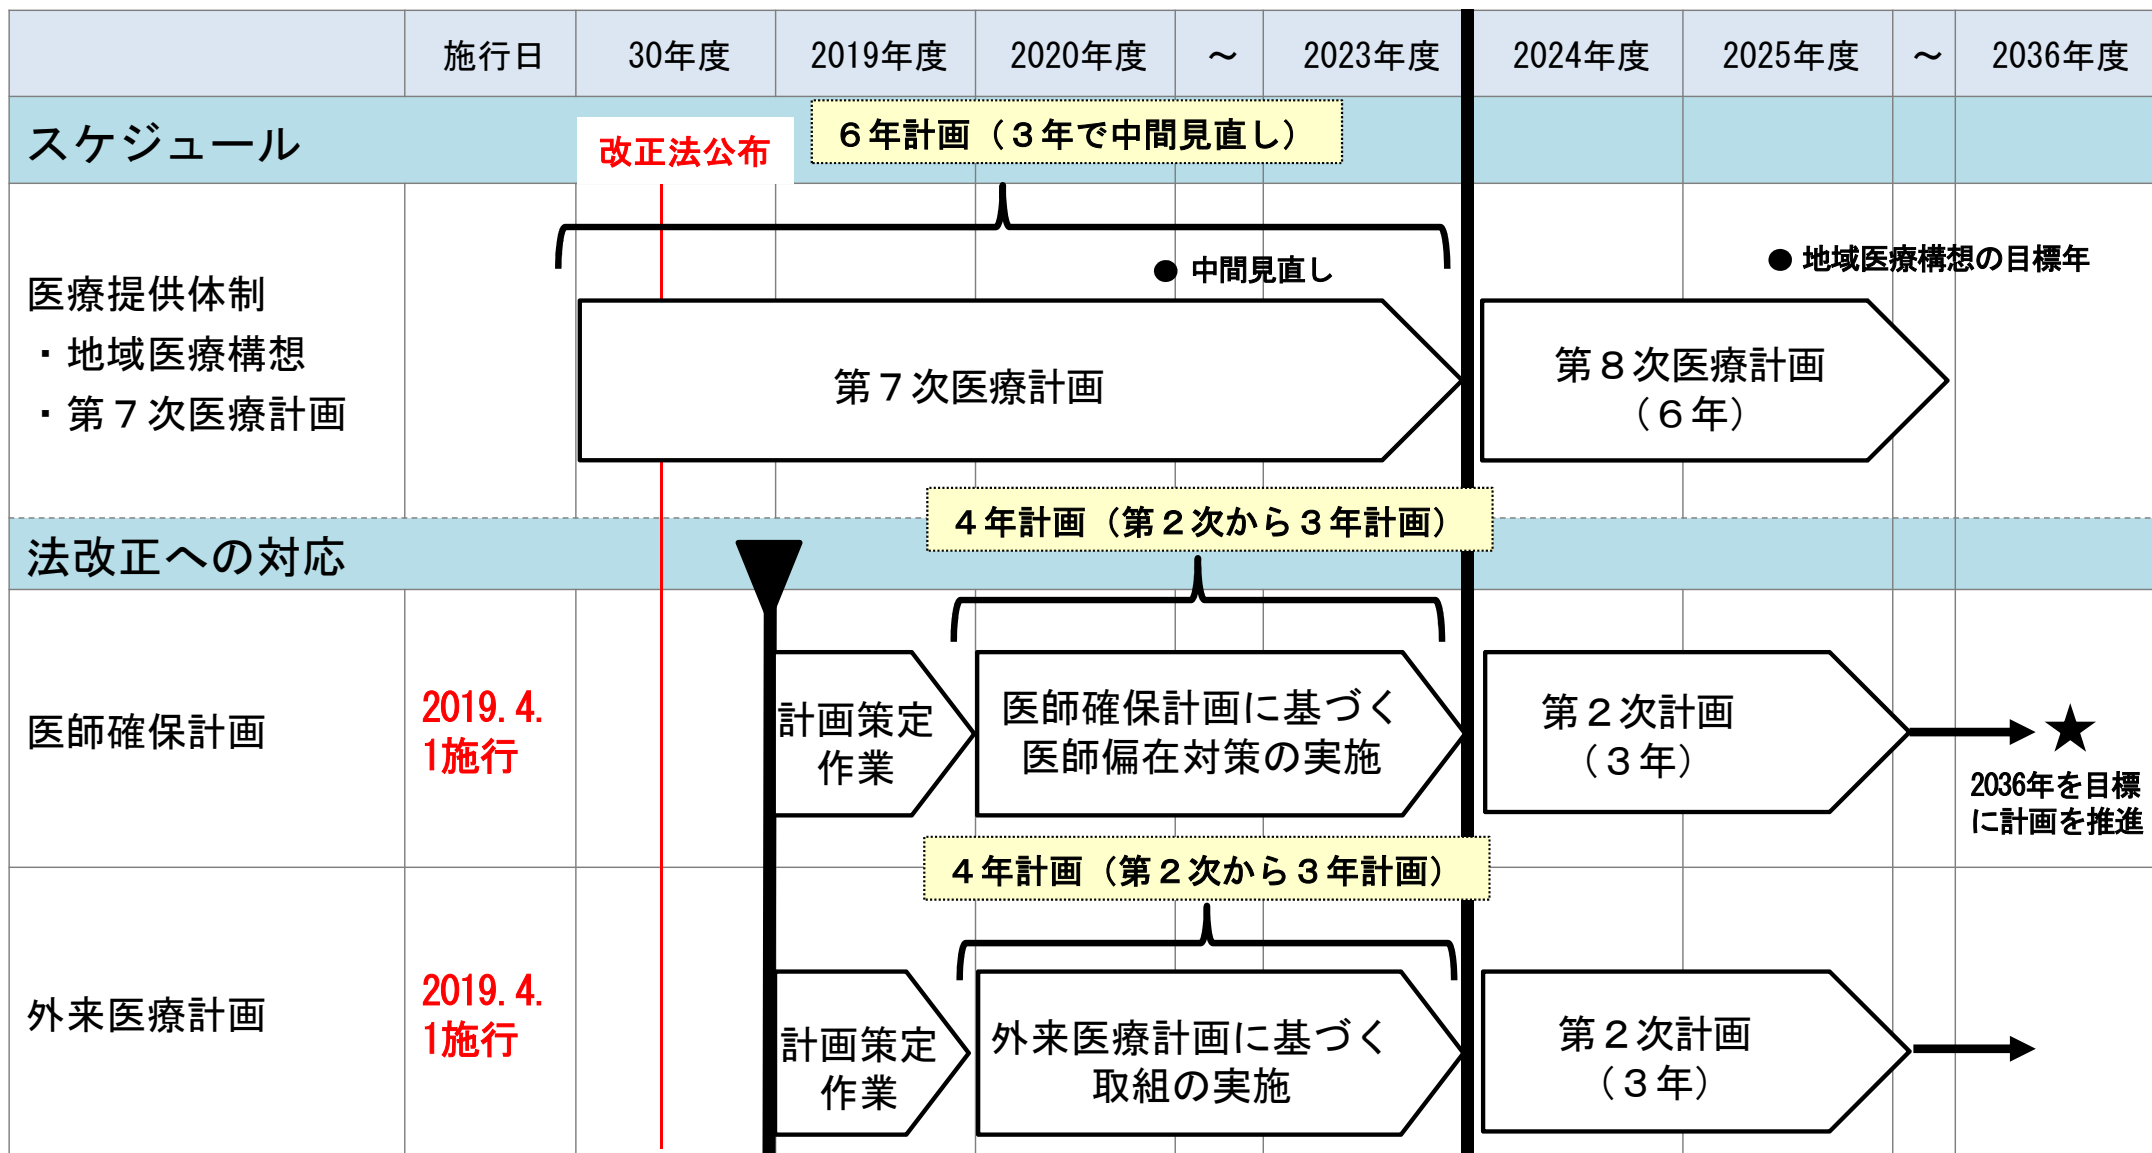 施行日 30年度 2019年度 2020年度 ～ 2023年度 2024年度 2025年度 ～ 2036年度
スケジュール
改正法公布
６年計画（３年で中間見直し）
医療提供体制
・地域医療構想
・第７次医療計画
● 中間見直し
● 地域医療構想の目標年
第７次医療計画
第８次医療計画
（６年）
法改正への対応
４年計画（第２次から３年計画）
医師確保計画
2019.4.
1施行
計画策定
作業
医師確保計画に基づく
医師偏在対策の実施
第２次計画
（３年）
★
2036年を目標
に計画を推進
４年計画（第２次から３年計画）
外来医療計画
2019.4.
1施行
計画策定
作業
外来医療計画に基づく
取組の実施
第２次計画
（３年）